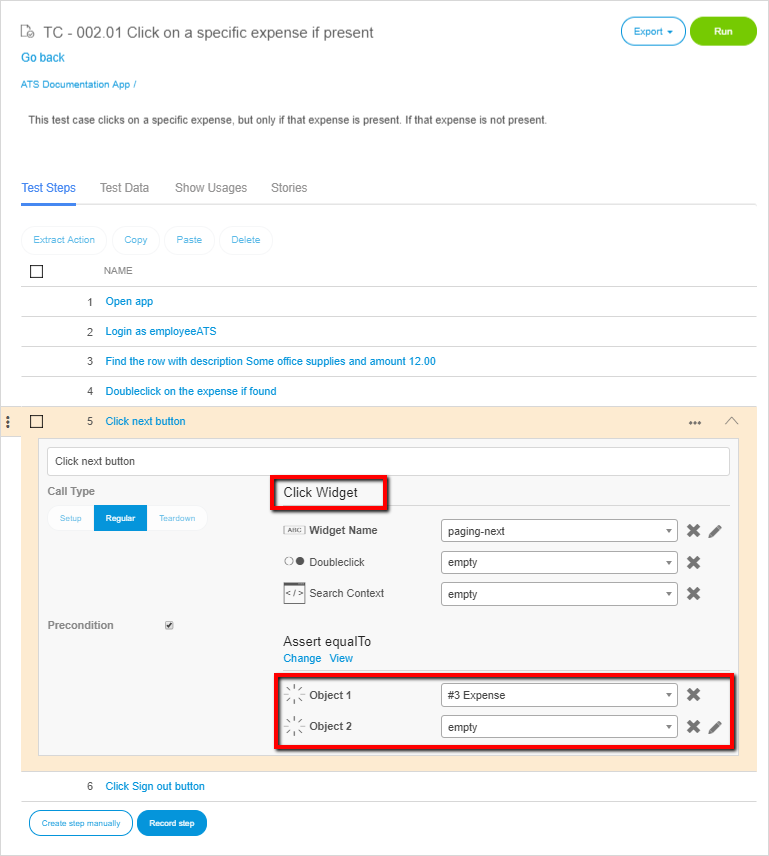 TC - 002.01 Click on a specific expense if present
Export
Run
Go back
ATS Documentation App /
This test case clicks on a specific expense, but only if that expense is present. If that expense is not present.
Test Steps Test Data Show Usages Stories
Extract Action Copy Paste Delete
NAME
1 Open app
2 Login as employeeATS
3 Find the row with description Some office supplies and amount 12.00
4 Doubleclick on the expense if found
5 Click next button
Click next button
Call Type
Setup Regular Teardown
Click Widget
ABC Widget Name paging-next
Doubleclick empty
</> Search Context empty
Precondition
Assert equalTo
Change View
Object 1 #3 Expense
Object 2 empty
6 Click Sign out button
Create step manually Record step